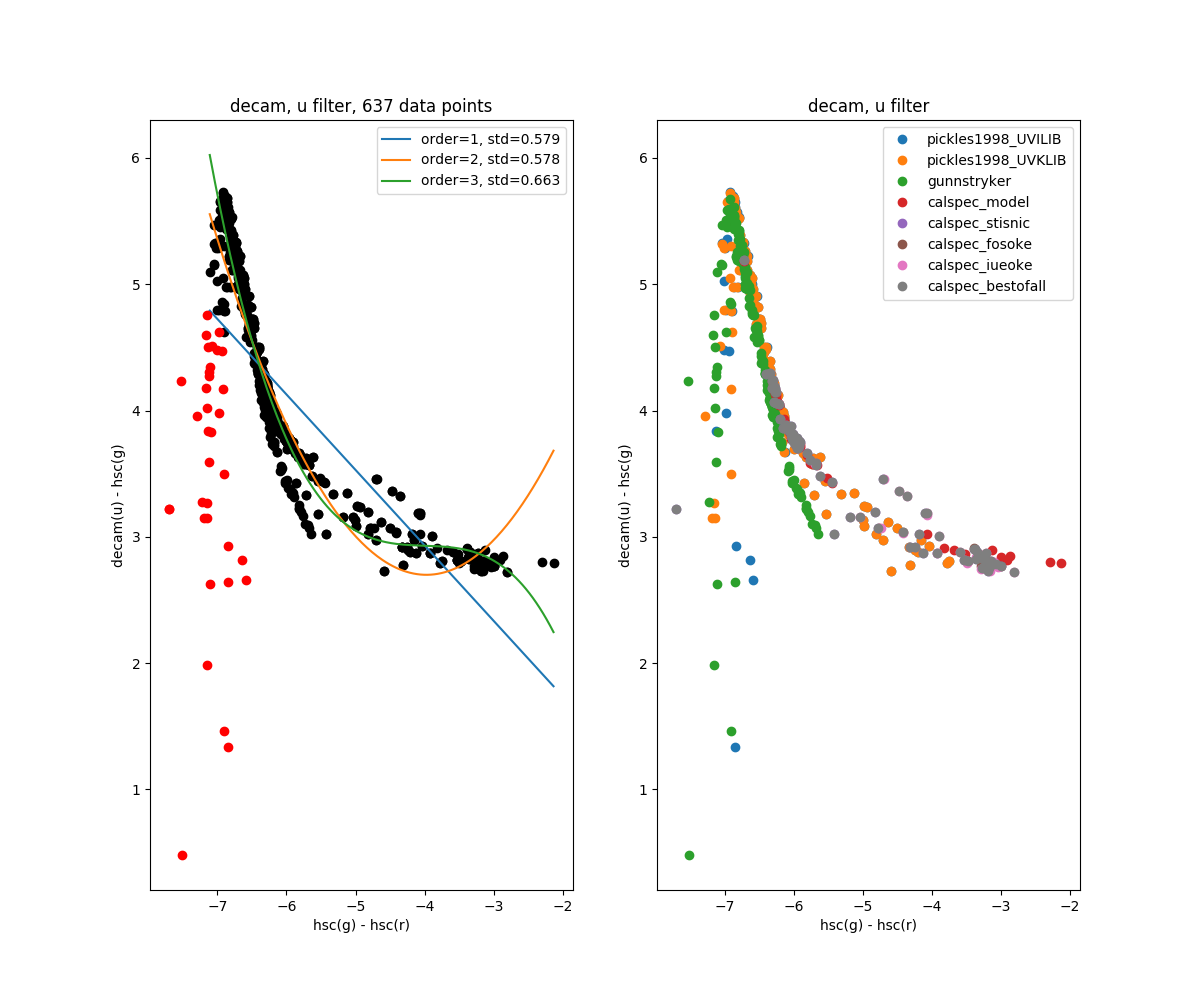 decam, u filter, 637 data points
order=1, std=0.579
order=2, std=0.578
order=3, std=0.663
6
5
4
3
2
1
decam(u) - hsc(g)
−7
−6
−5
−4
−3
−2
hsc(g) - hsc(r)
decam, u filter
pickles1998_UVILIB
pickles1998_UVKLIB
gunnstryker
calspec_model
calspec_stisnic
calspec_fosoke
calspec_iueoke
calspec_bestofall
6
5
4
3
2
1
decam(u) - hsc(g)
−7
−6
−5
−4
−3
−2
hsc(g) - hsc(r)